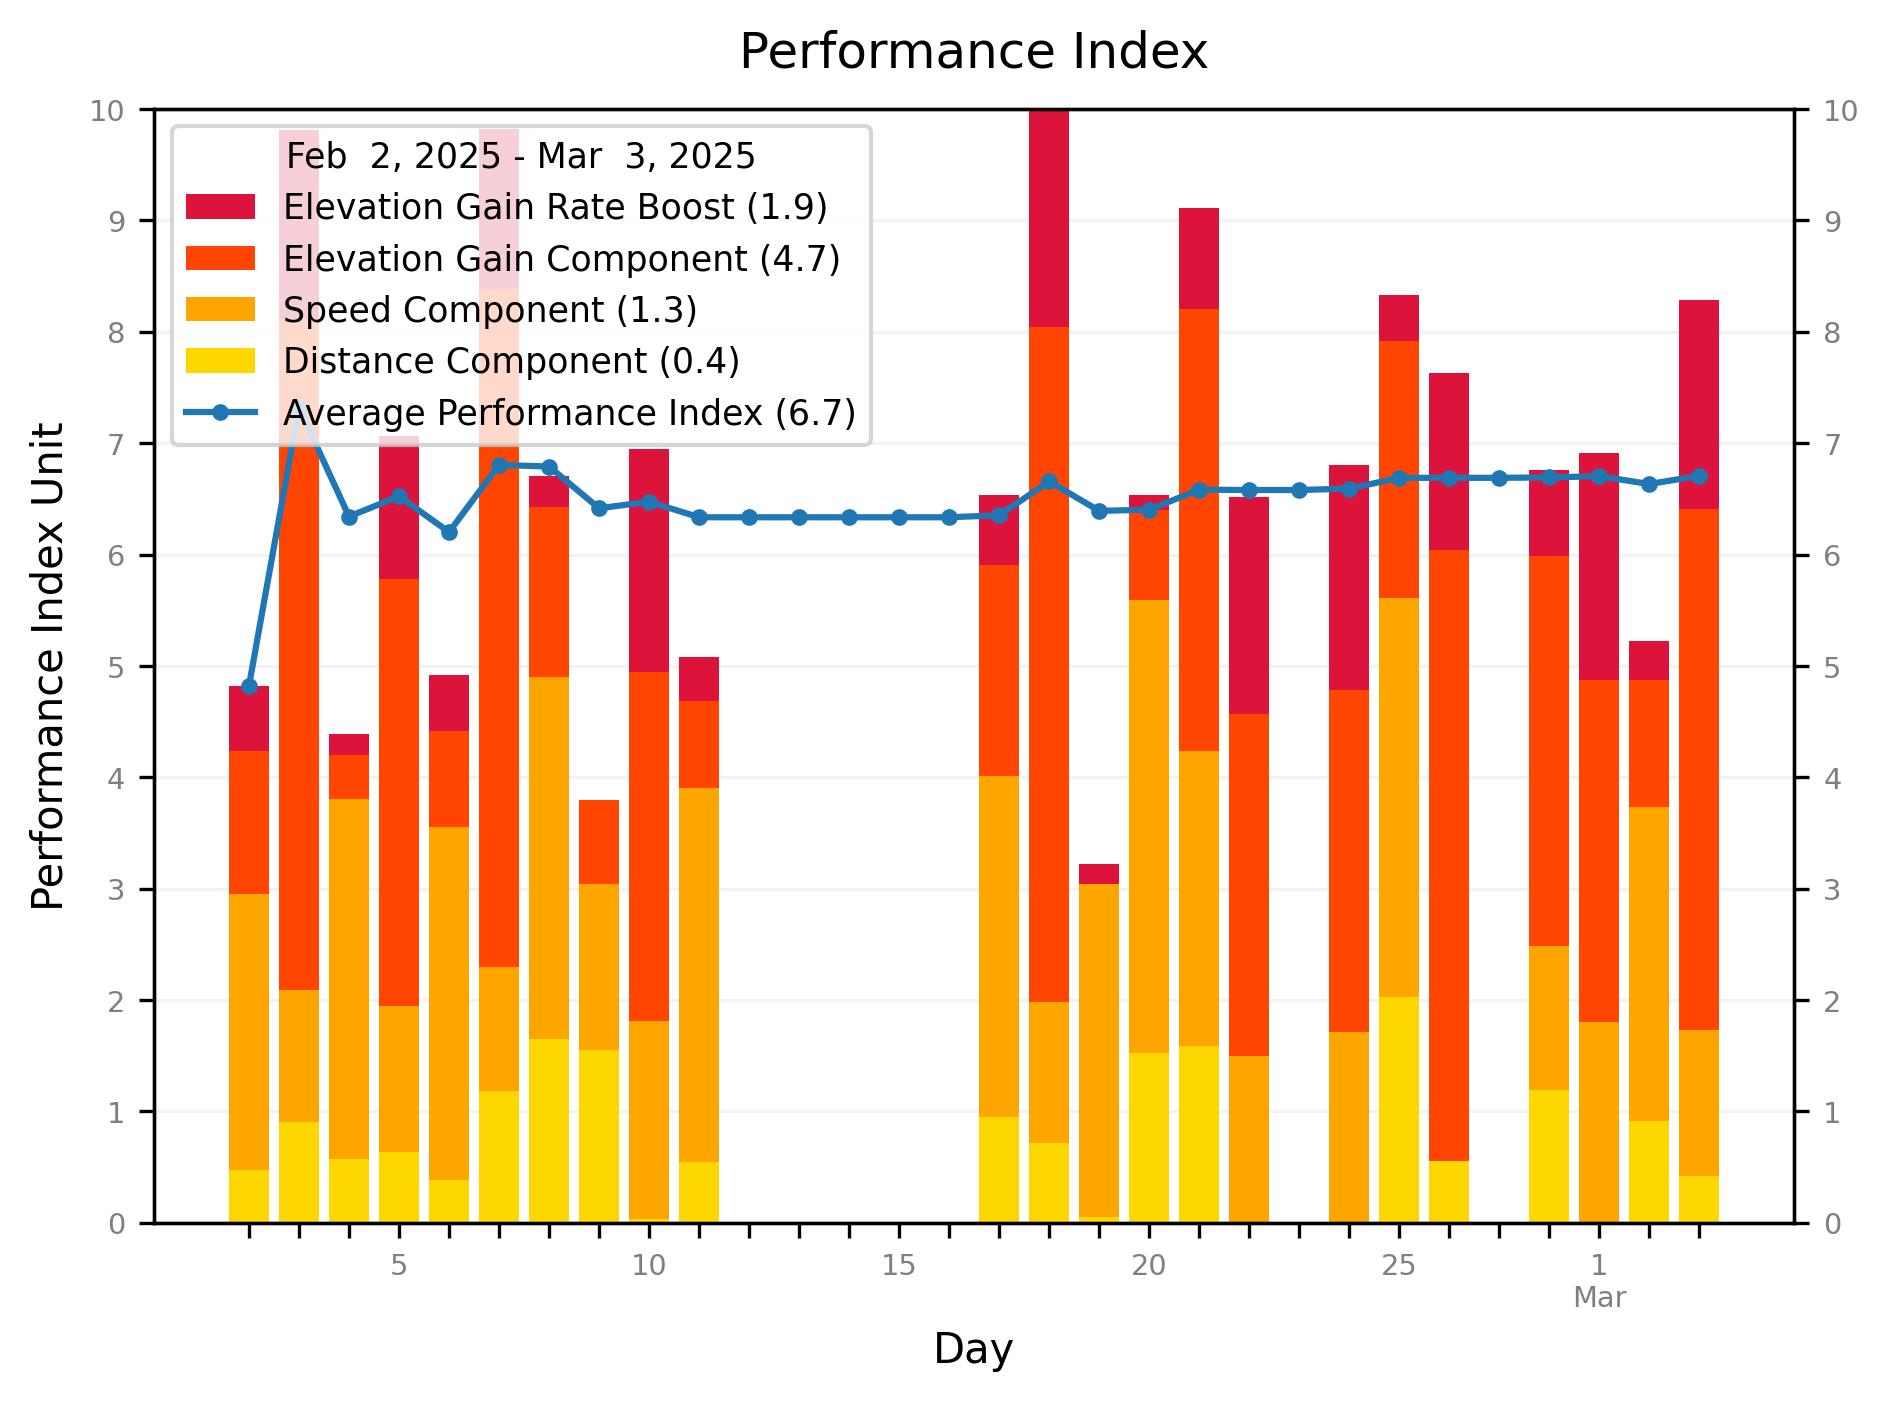 Performance Index
10
9
8
7
6
5
4
3
2
1
0
Performance Index Unit
Feb  2, 2025 - Mar  3, 2025
Elevation Gain Rate Boost (1.9)
Elevation Gain Component (4.7)
Speed Component (1.3)
Distance Component (0.4)
Average Performance Index (6.7)
10
9
8
7
6
5
4
3
2
1
0
5 10 15 20 25 1
Mar
Day